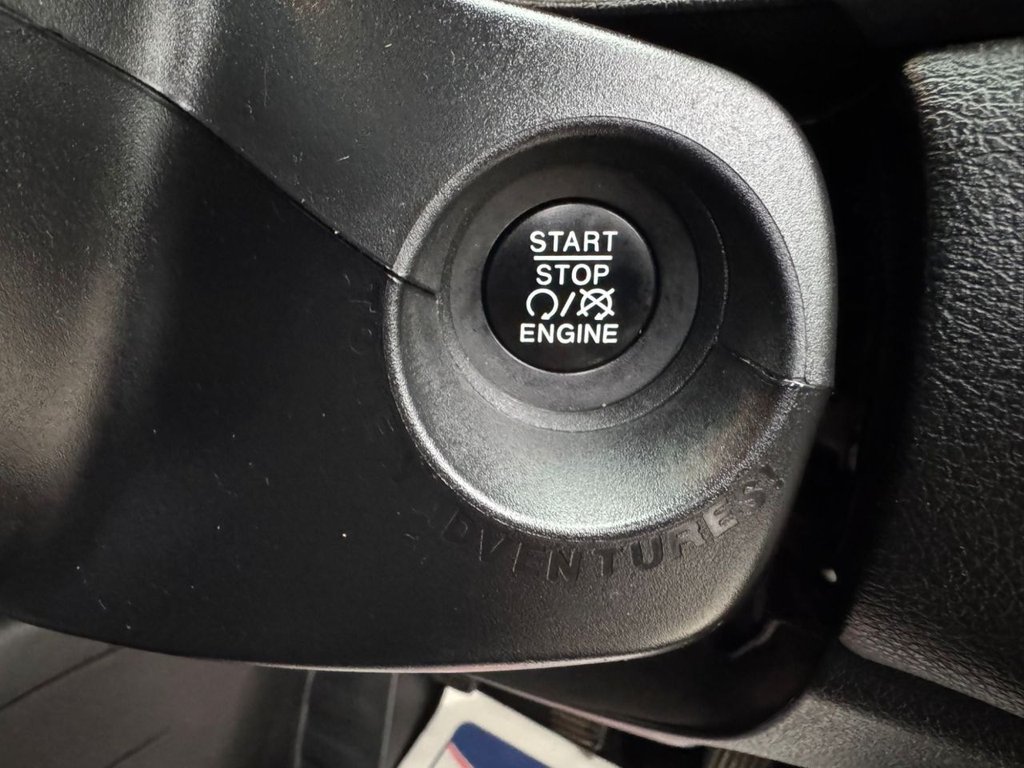 START
STOP
/
ENGINE
ADVENTURES!